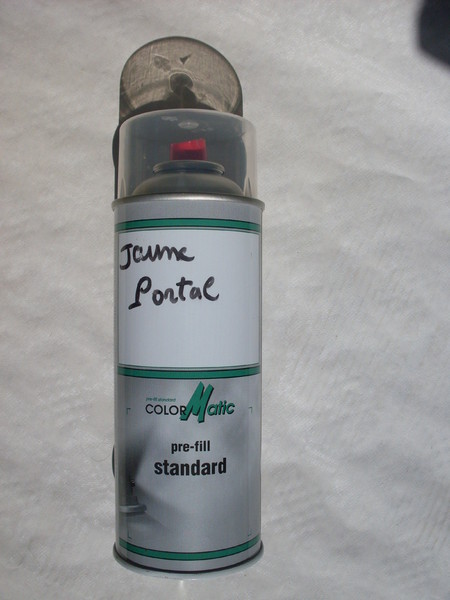 Jaune
Portal
COLORMatic
pre-fill
standard